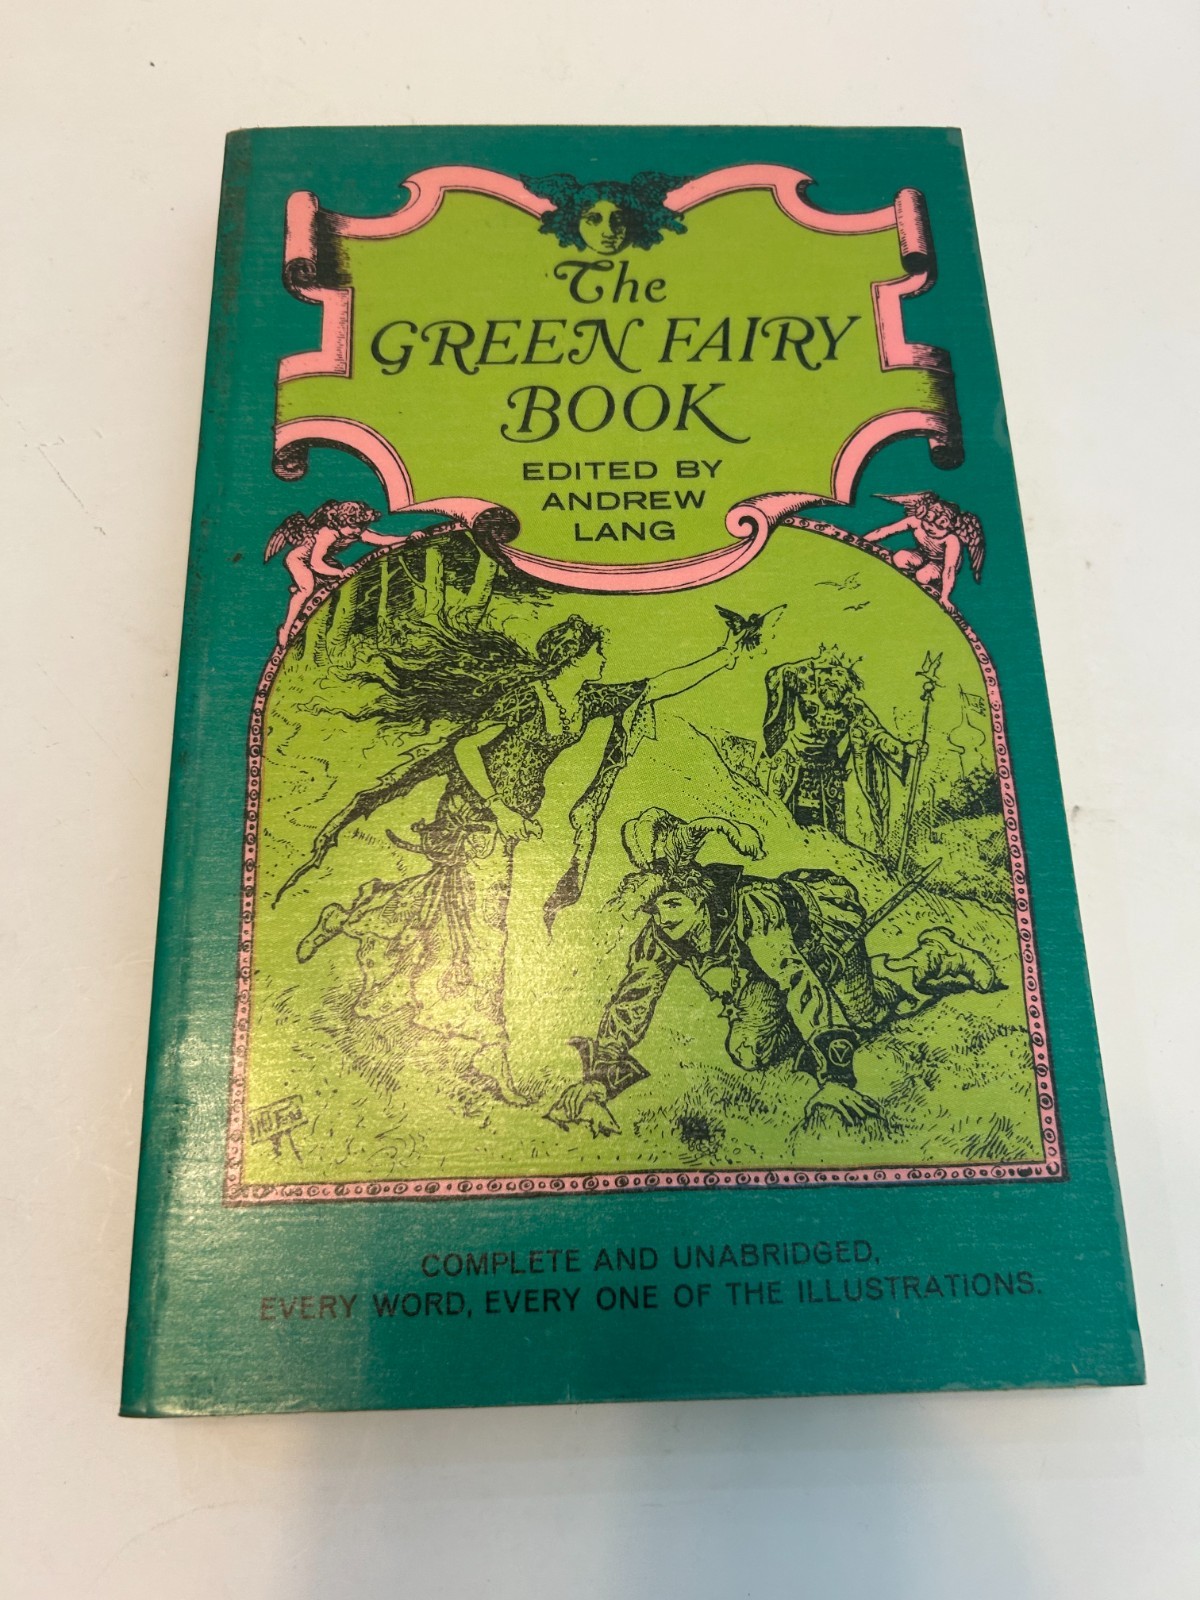 The
GREEN FAIRY
BOOK
EDITED BY
ANDREW
LANG
COMPLETE AND UNABRIDGED,
EVERY WORD, EVERY ONE OF THE ILLUSTRATIONS.